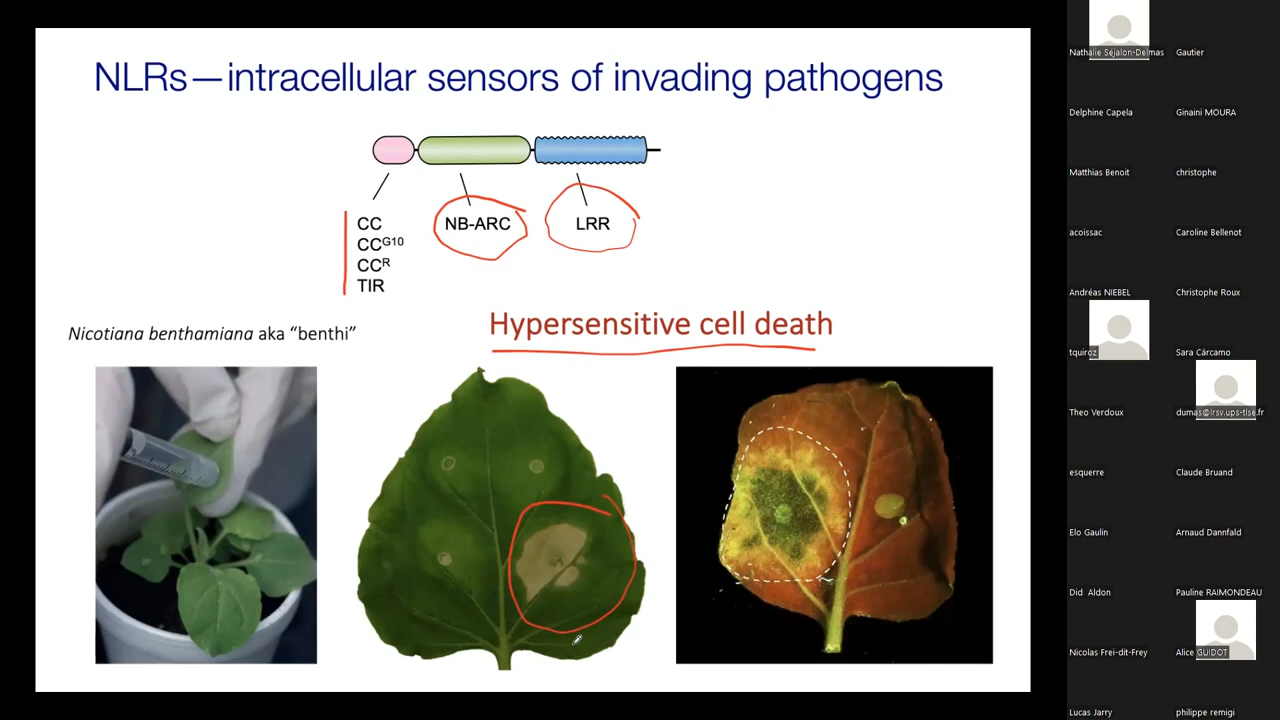 NLRs—intracellular sensors of invading pathogens
CC
CCG10
CCR
TIR
NB-ARC
LRR
Nicotiana benthamiana aka “benthi”
Hypersensitive cell death
Nathalie Séjalon-Delmas
Gautier
Delphine Capela
Ginaini MOURA
Matthias Benoit
christophe
acoissac
Caroline Bellenot
Andréas NIEBEL
Christophe Roux
tquiroz
Sara Cárcamo
Theo Verdoux
dumas@lrsv.ups-tlse.fr
esquerre
Claude Bruand
Elo Gaulin
Arnaud Dannfald
Did Aldon
Pauline RAIMONDEAU
Nicolas Frei-dit-Frey
Alice GUIDOT
Lucas Jarry
philippe remigi